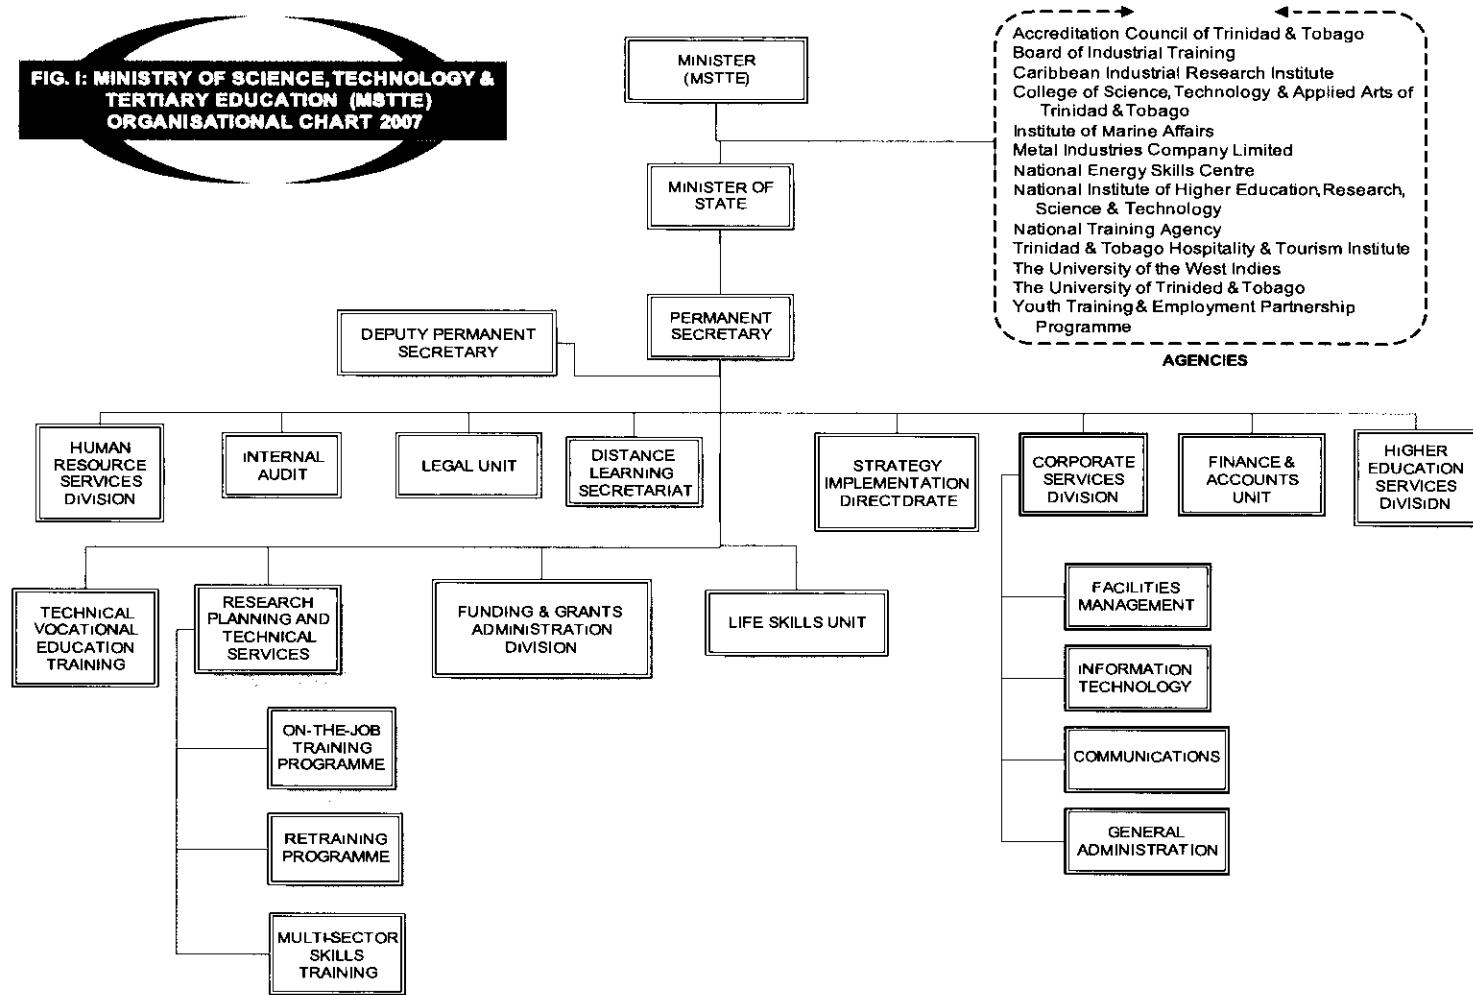 FIG. I: MINISTRY OF SCIENCE, TECHNOLOGY &
TERTIARY EDUCATION (MSTTE)
ORGANISATIONAL CHART 2007
MINISTER
(MSTTE)
Accreditation Council of Trinidad & Tobago
Board of Industrial Training
Caribbean Industrial Research Institute
College of Science, Technology & Applied Arts of
Trinidad & Tobago
Institute of Marine Affairs
Metal Industries Company Limited
National Energy Skills Centre
National Institute of Higher Education, Research,
Science & Technology
National Training Agency
Trinidad & Tobago Hospitality & Tourism Institute
The University of the West Indies
The University of Trinided & Tobago
Youth Training & Employment Partnership
Programme
AGENCIES
MINISTER OF
STATE
PERMANENT
SECRETARY
DEPUTY PERMANENT
SECRETARY
HUMAN
RESOURCE
SERVICES
DIVISION
INTERNAL
AUDIT
LEGAL UNIT
DISTANCE
LEARNING
SECRETARIAT
STRATEGY
IMPLEMENTATION
DIRECTDRATE
CORPORATE
SERVICES
DIVISION
FINANCE &
ACCOUNTS
UNIT
HIGHER
EDUCATION
SERVICES
DIVISIDN
TECHNICAL
VOCATIONAL
EDUCATION
TRAINING
RESEARCH
PLANNING AND
TECHNICAL
SERVICES
FUNDING & GRANTS
ADMINISTRATION
DIVISION
LIFE SKILLS UNIT
FACILITIES
MANAGEMENT
INFORMATION
TECHNOLOGY
COMMUNICATIONS
GENERAL
ADMINISTRATION
ON-THE-JOB
TRAINING
PROGRAMME
RETRAINING
PROGRAMME
MULTI-SECTOR
SKILLS
TRAINING